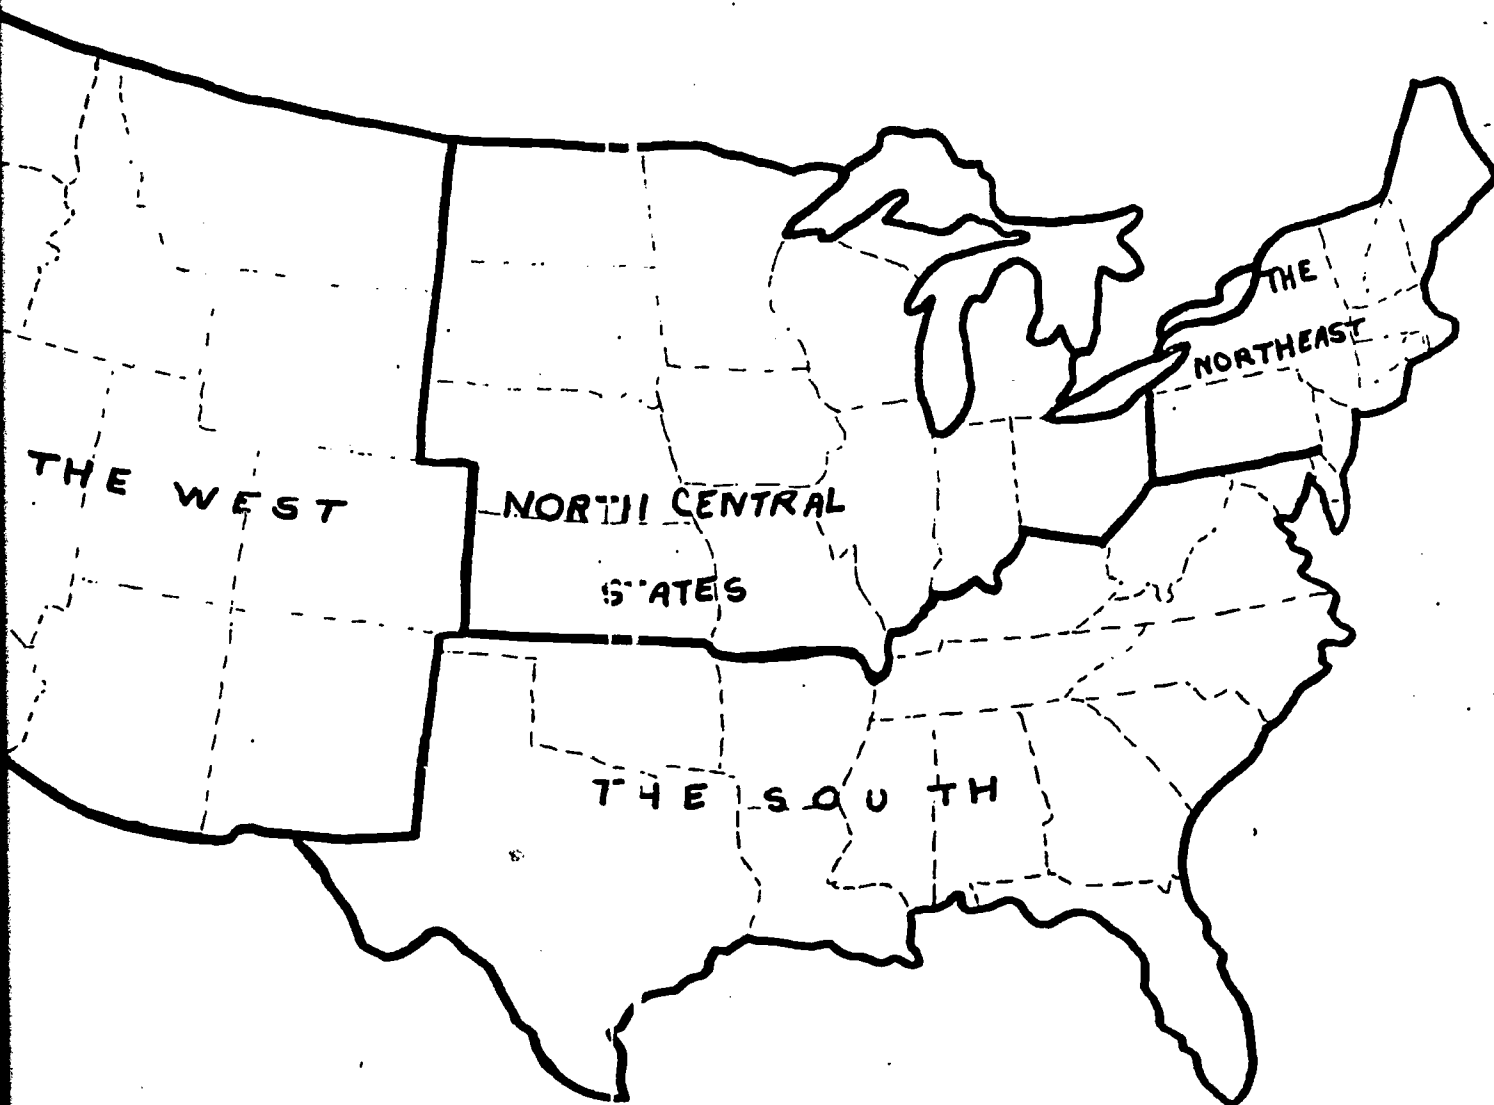 THE
NORTHEAST
THE WEST
NORTH CENTRAL
STATES
THE SOUTH